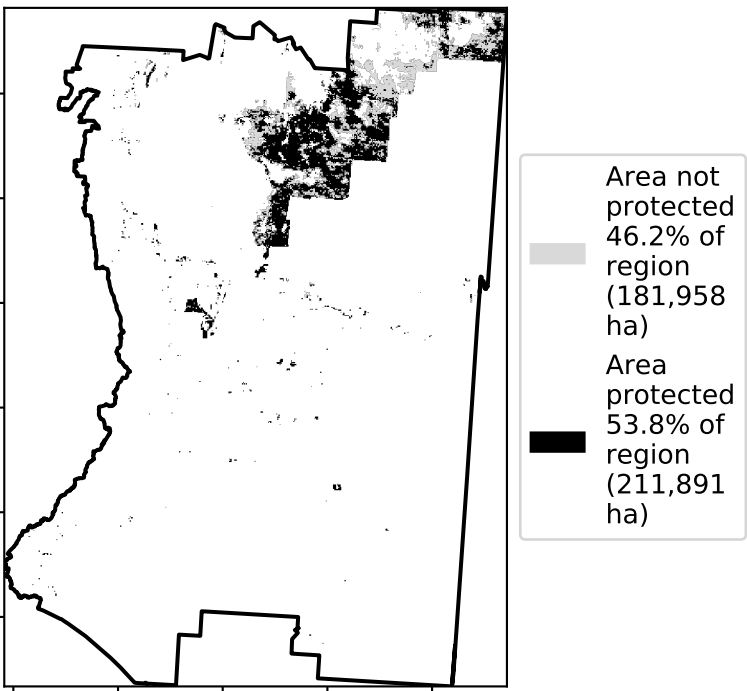 Area not
protected
46.2% of
region
(181,958
ha)
Area
protected
53.8% of
region
(211,891
ha)